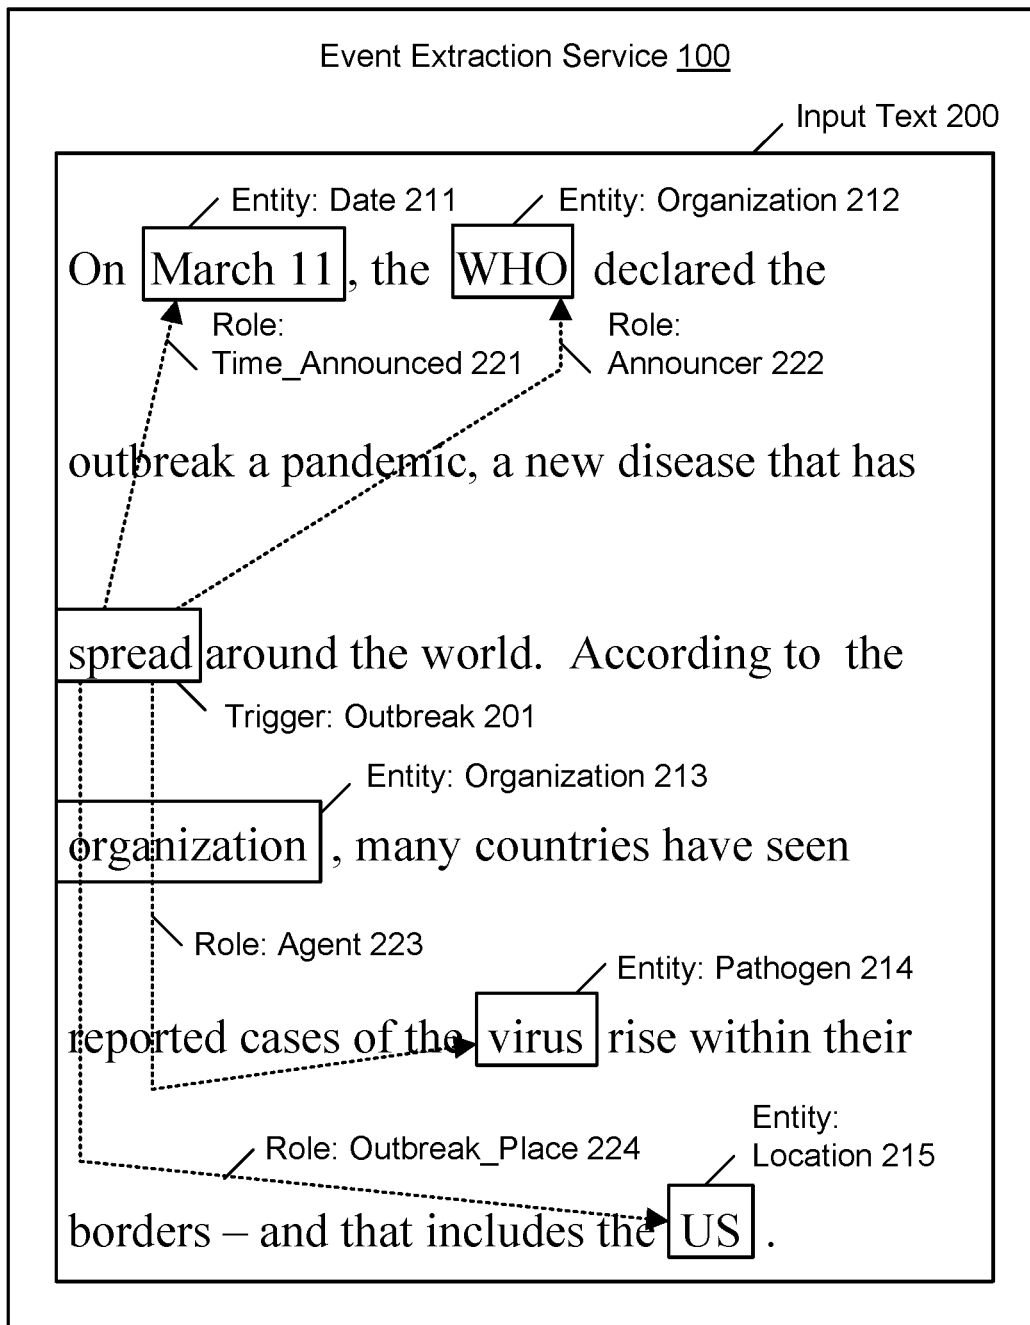 Event Extraction Service 100
Input Text 200
Entity: Date 211 Entity: Organization 212
On March 11, the WHO declared the
Role: Time_Announced 221
Role: Announcer 222
outbreak a pandemic, a new disease that has
spread around the world. According to the
Trigger: Outbreak 201
Entity: Organization 213
organization , many countries have seen
Role: Agent 223
Entity: Pathogen 214
reported cases of the virus rise within their
Entity:
Role: Outbreak_Place 224 Location 215
borders – and that includes the US .